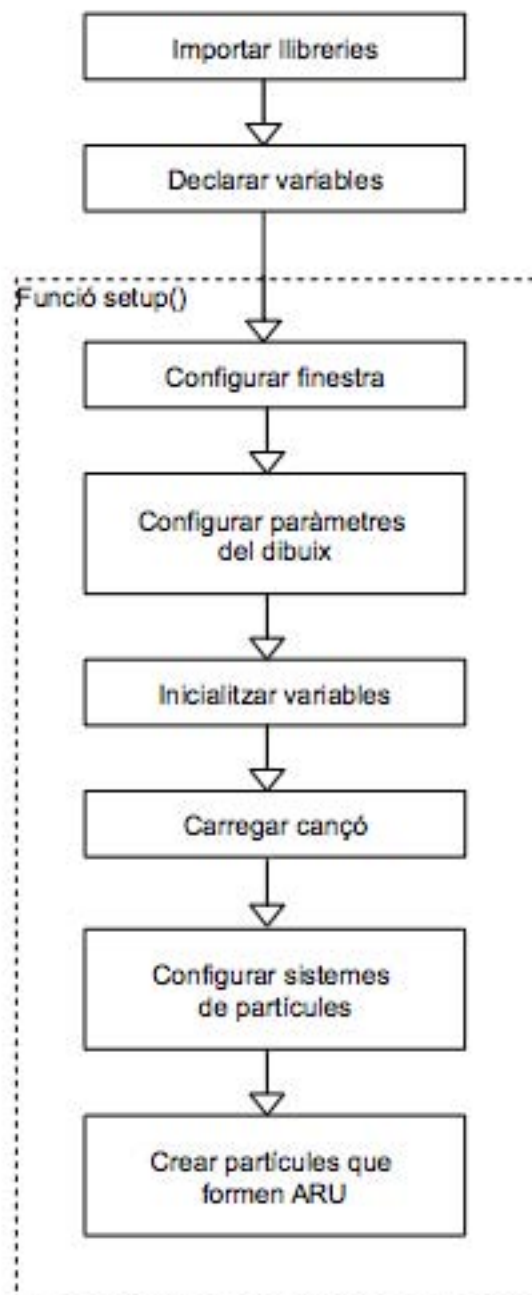 Importar llibreries
Declarar variables
Funció setup()
Configurar finestra
Configurar paràmetres
del dibuix
Inicialitzar variables
Carregar cançó
Configurar sistemes
de partícules
Crear partícules que
formen ARU